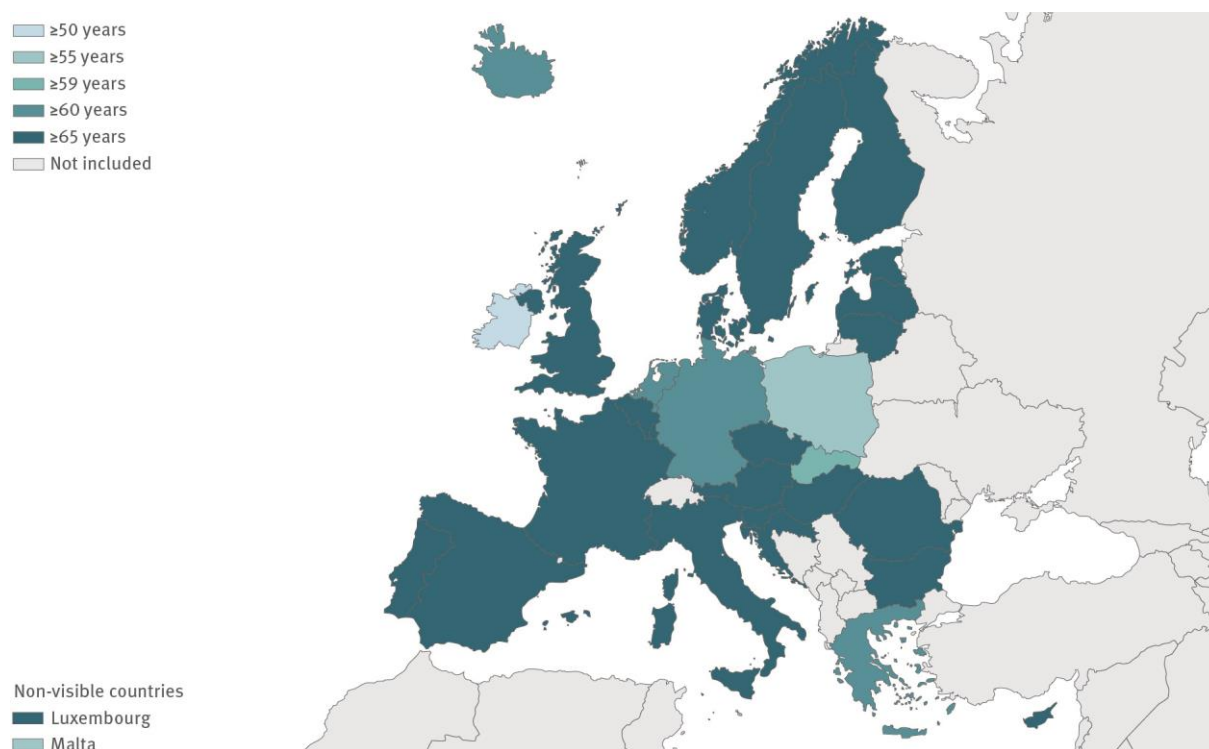 ≥50 years
≥55 years
≥59 years
≥60 years
≥65 years
Not included
Non-visible countries
Luxembourg
Malta